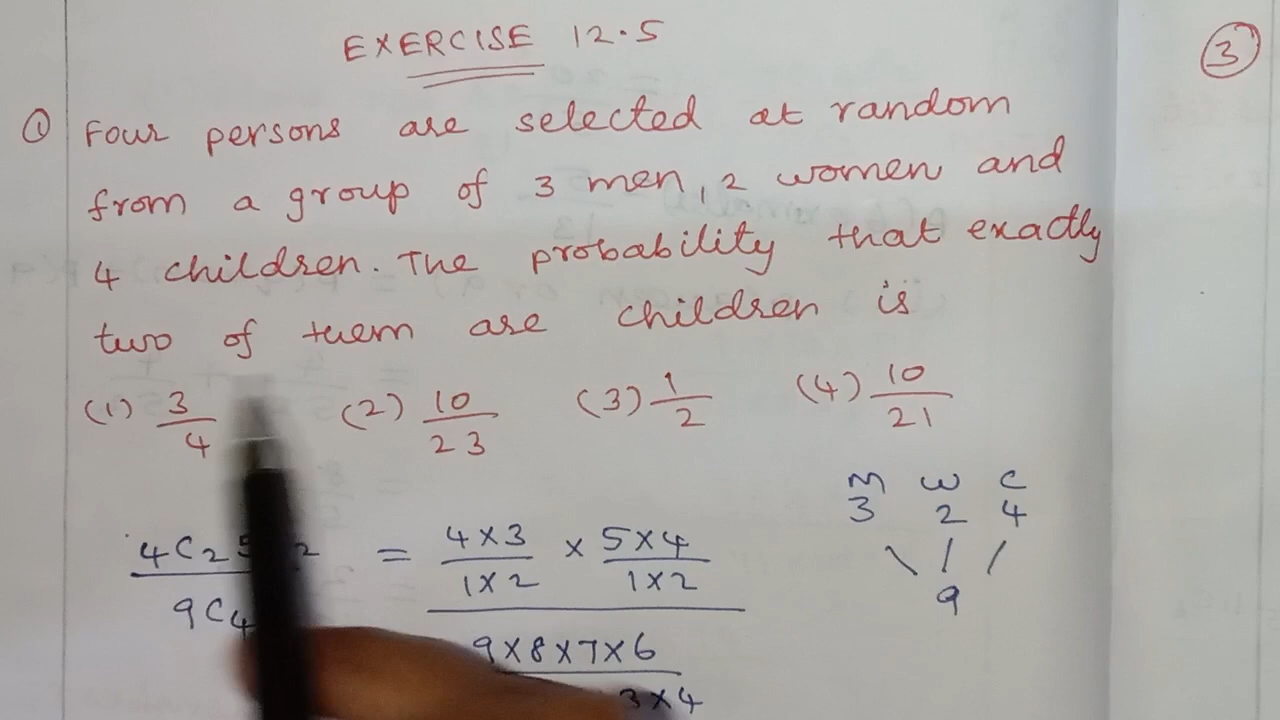 EXERCISE 12.5
3
① Four persons are selected at random
from a group of 3 men, 2 women and
4 children. The probability that exactly
two of them are children is
(1) 3/4 (2) 10/23 (3) 1/2 (4) 10/21
M W C
3 2 4
\ | /
9
4C2 5 2 = 4×3 × 5×4
1×2 1×2
9C4
9×8×7×6
3×4